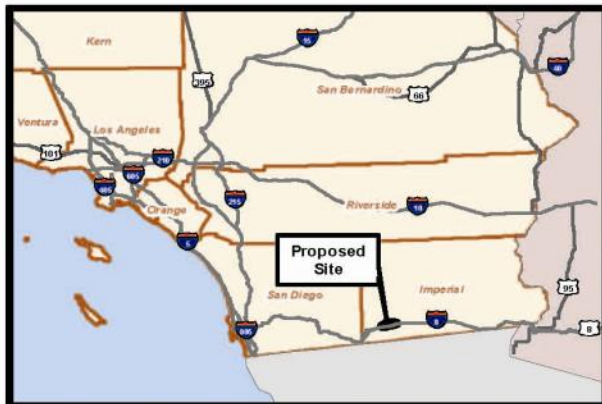 Kern
15
40
395
San Bernardino
66
Ventura
Los Angeles
101
210
605
405
215
Riverside
10
Orange
5
Proposed
Site
San Diego
Imperial
95
8
8
805